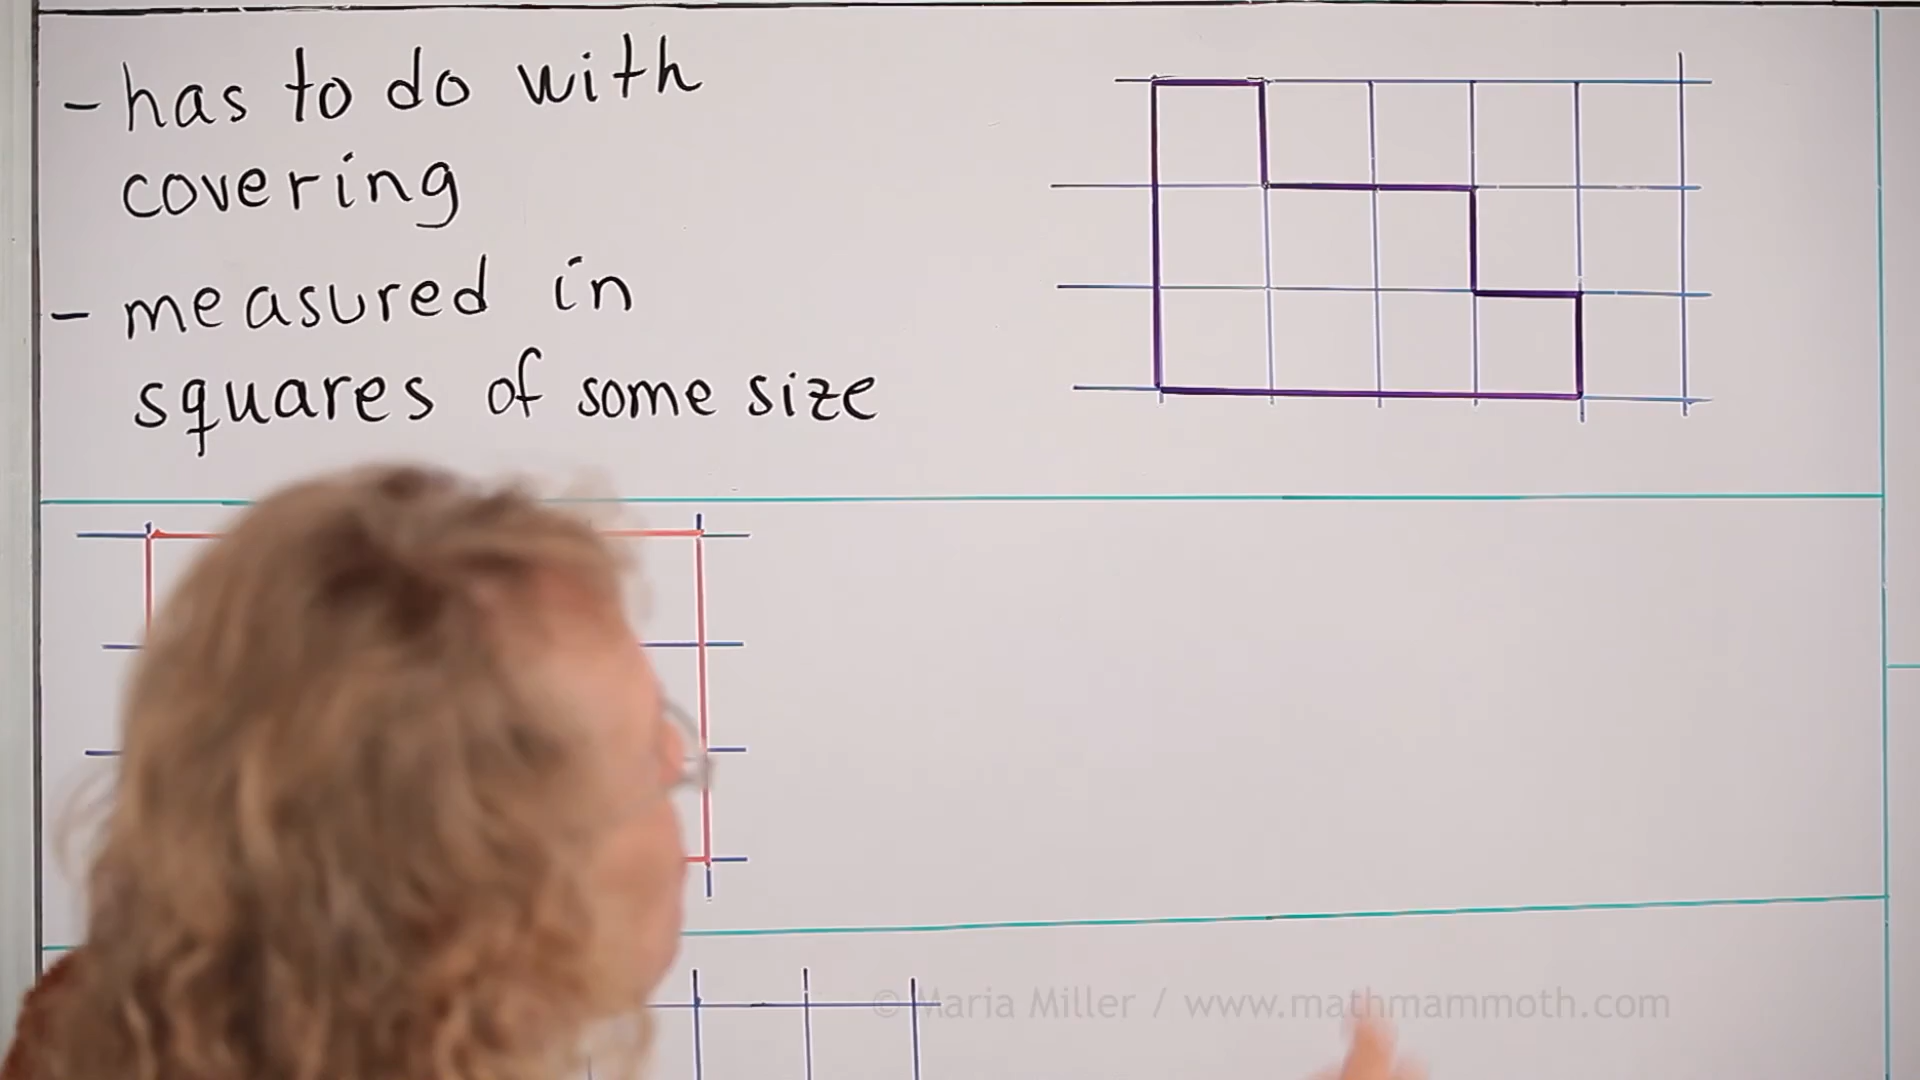 - has to do with
covering
- measured in
squares of some size
© Maria Miller / www.mathmammoth.com